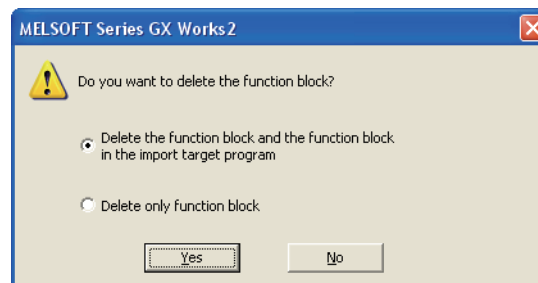 MELSOFT Series GX Works2
Do you want to delete the function block?
Delete the function block and the function block
in the import target program
Delete only function block
Yes
No